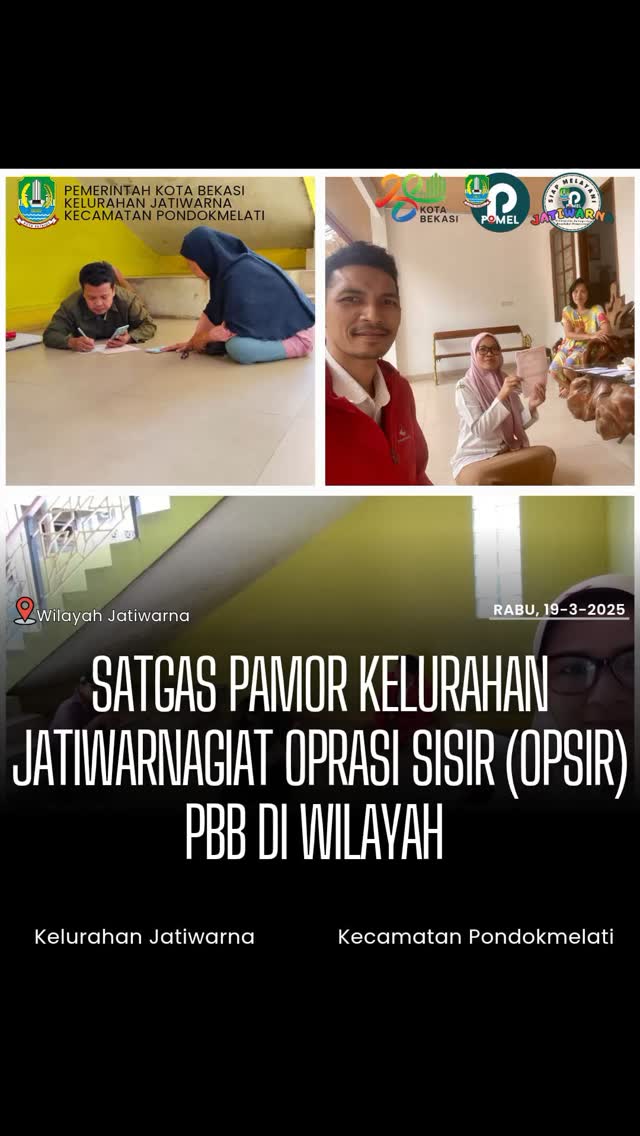 PEMERINTAH KOTA BEKASI
KELURAHAN JATIWARNA
KECAMATAN PONDOKMELATI
KOTA
BEKASI
POMEL
SIAP MELAYANI
POMEL
JATIWARNA
Wilayah Jatiwarna
RABU, 19-3-2025
SATGAS PAMOR KELURAHAN
JATIWARNAGIAT OPRASI SISIR (OPSIR)
PBB DI WILAYAH
Kelurahan Jatiwarna
Kecamatan Pondokmelati